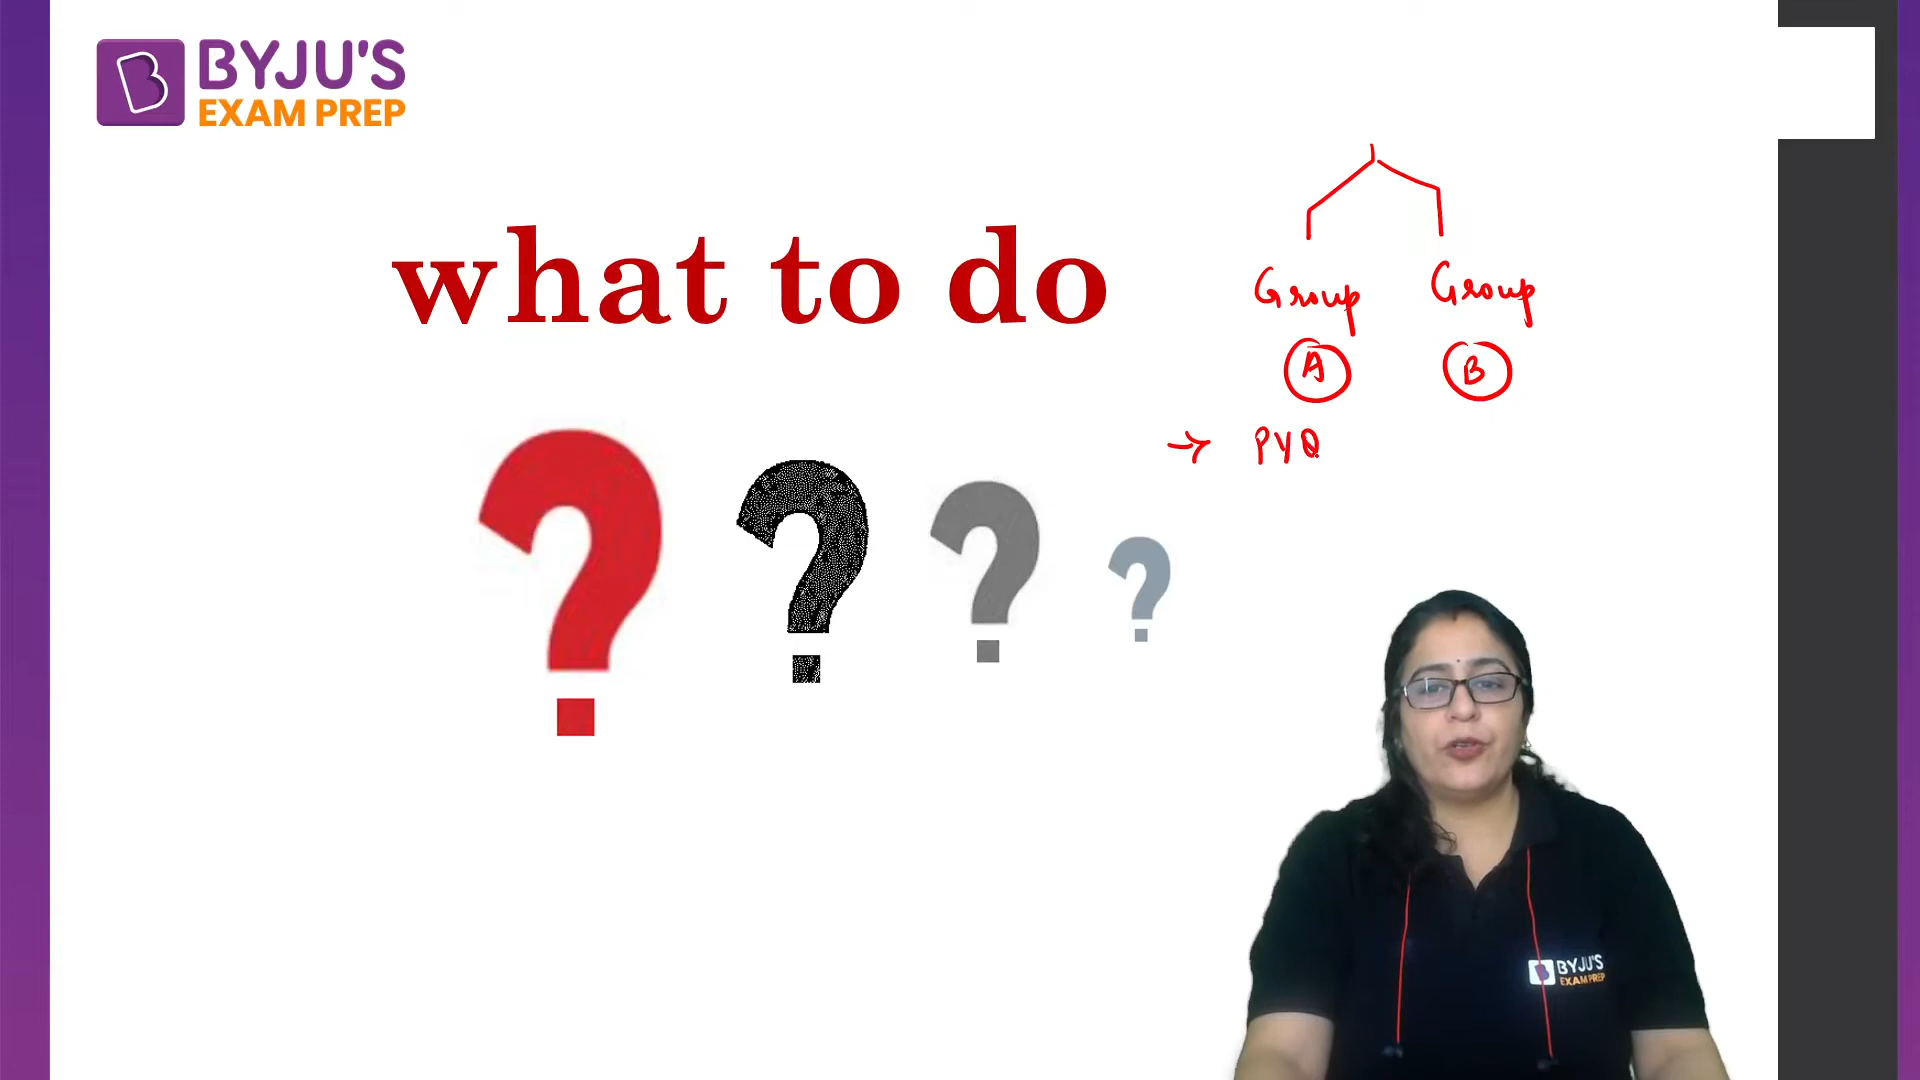 BYJU'S
EXAM PREP
what to do
? ? ? ?
Group Group
A B
→ PYQ
BYJU'S
EXAM PREP